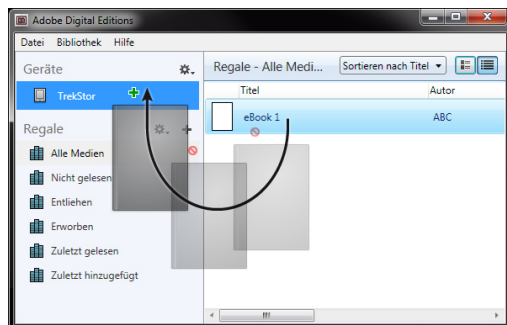 Adobe Digital Editions
Datei Bibliothek Hilfe
Geräte
TrekStor
Regale
Alle Medien
Nicht gelesen
Entliehen
Erworben
Zuletzt gelesen
Zuletzt hinzugefügt
Regale - Alle Medi...
Sortieren nach Titel
Titel Autor
eBook 1 ABC